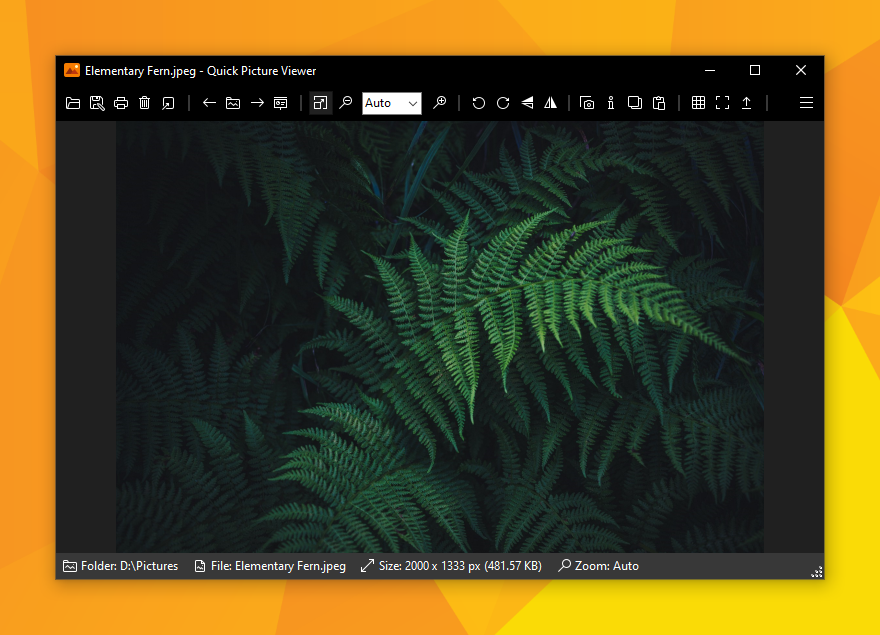 Elementary Fern.jpeg - Quick Picture Viewer
Auto
Folder: D:\Pictures File: Elementary Fern.jpeg Size: 2000 x 1333 px (481.57 KB) Zoom: Auto